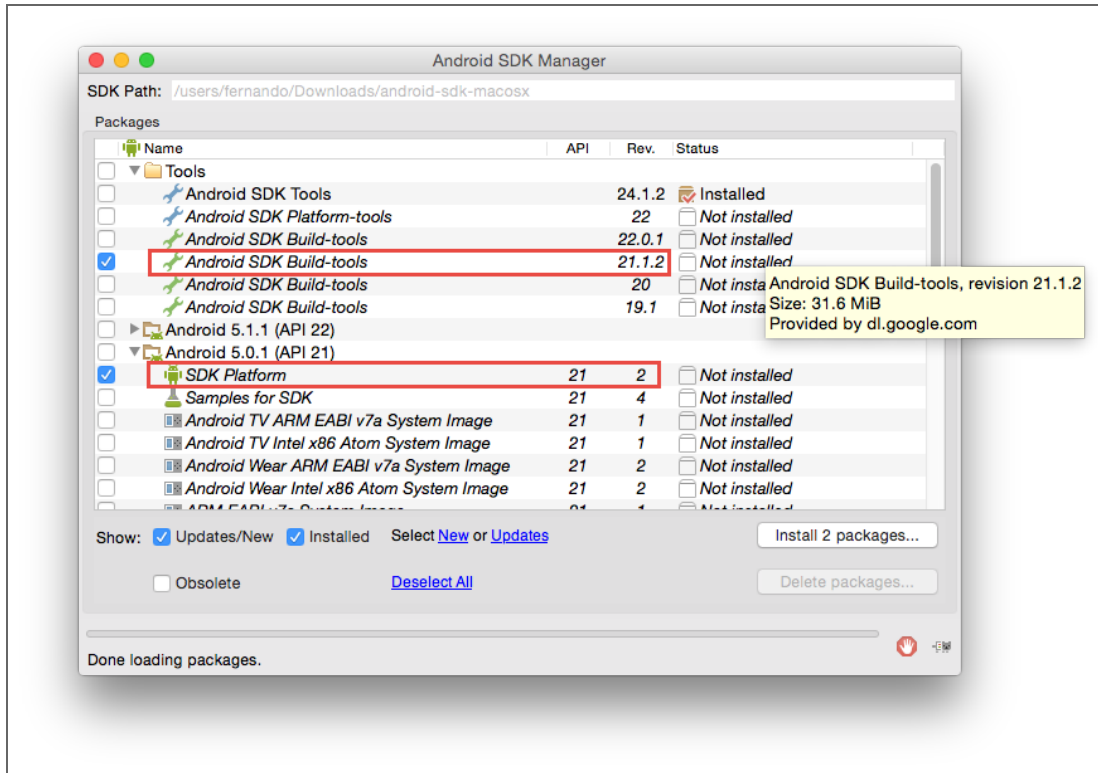 Android SDK Manager
SDK Path: /users/fernando/Downloads/android-sdk-macosx
Packages
Name API Rev. Status
Tools
Android SDK Tools 24.1.2 Installed
Android SDK Platform-tools 22 Not installed
Android SDK Build-tools 22.0.1 Not installed
Android SDK Build-tools 21.1.2 Not installed
Android SDK Build-tools 20 Not insta
Android SDK Build-tools 19.1 Not insta
Android SDK Build-tools, revision 21.1.2
Size: 31.6 MiB
Provided by dl.google.com
Android 5.1.1 (API 22)
Android 5.0.1 (API 21)
SDK Platform 21 2 Not installed
Samples for SDK 21 4 Not installed
Android TV ARM EABI v7a System Image 21 1 Not installed
Android TV Intel x86 Atom System Image 21 1 Not installed
Android Wear ARM EABI v7a System Image 21 2 Not installed
Android Wear Intel x86 Atom System Image 21 2 Not installed
Show: Updates/New Installed Select New or Updates Install 2 packages...
Obsolete Deselect All Delete packages...
Done loading packages.